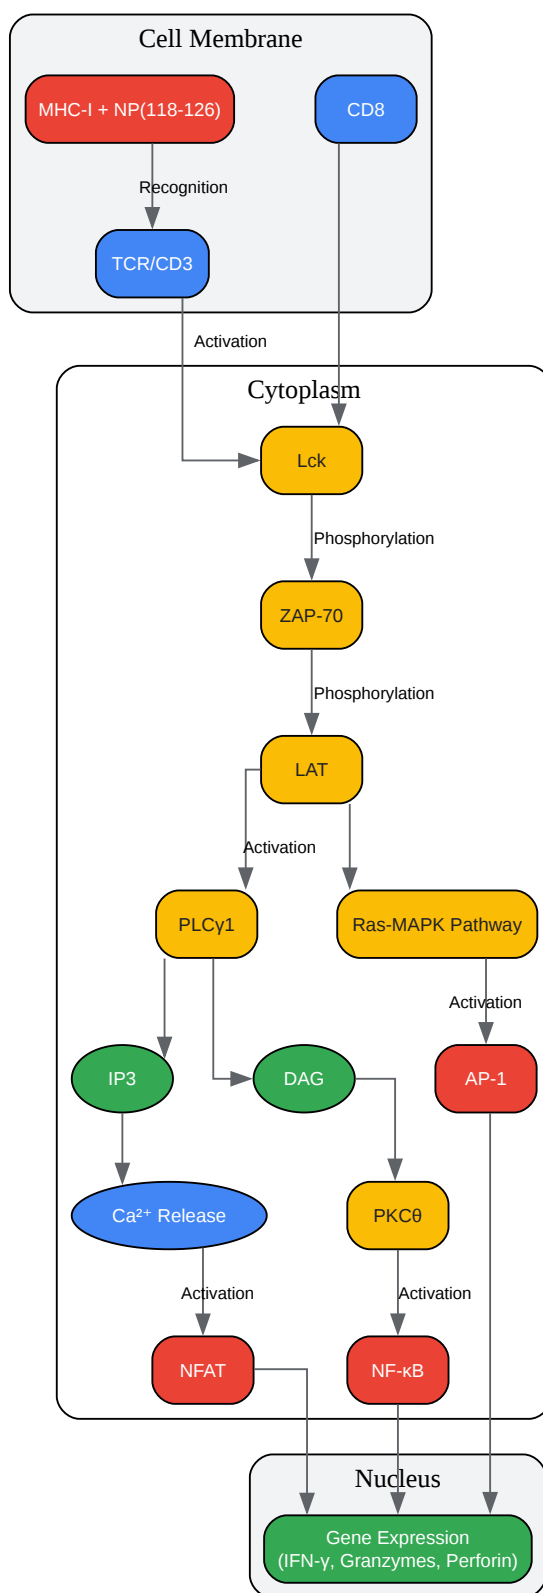 Cell Membrane
MHC-I + NP(118-126)
CD8
Recognition
TCR/CD3
Activation
Cytoplasm
Lck
Phosphorylation
ZAP-70
Phosphorylation
LAT
Activation
PLCγ1
Ras-MAPK Pathway
Activation
IP3
DAG
AP-1
Ca²⁺ Release
PKCθ
Activation
Activation
NFAT
NF-κB
Nucleus
Gene Expression
(IFN-γ, Granzymes, Perforin)